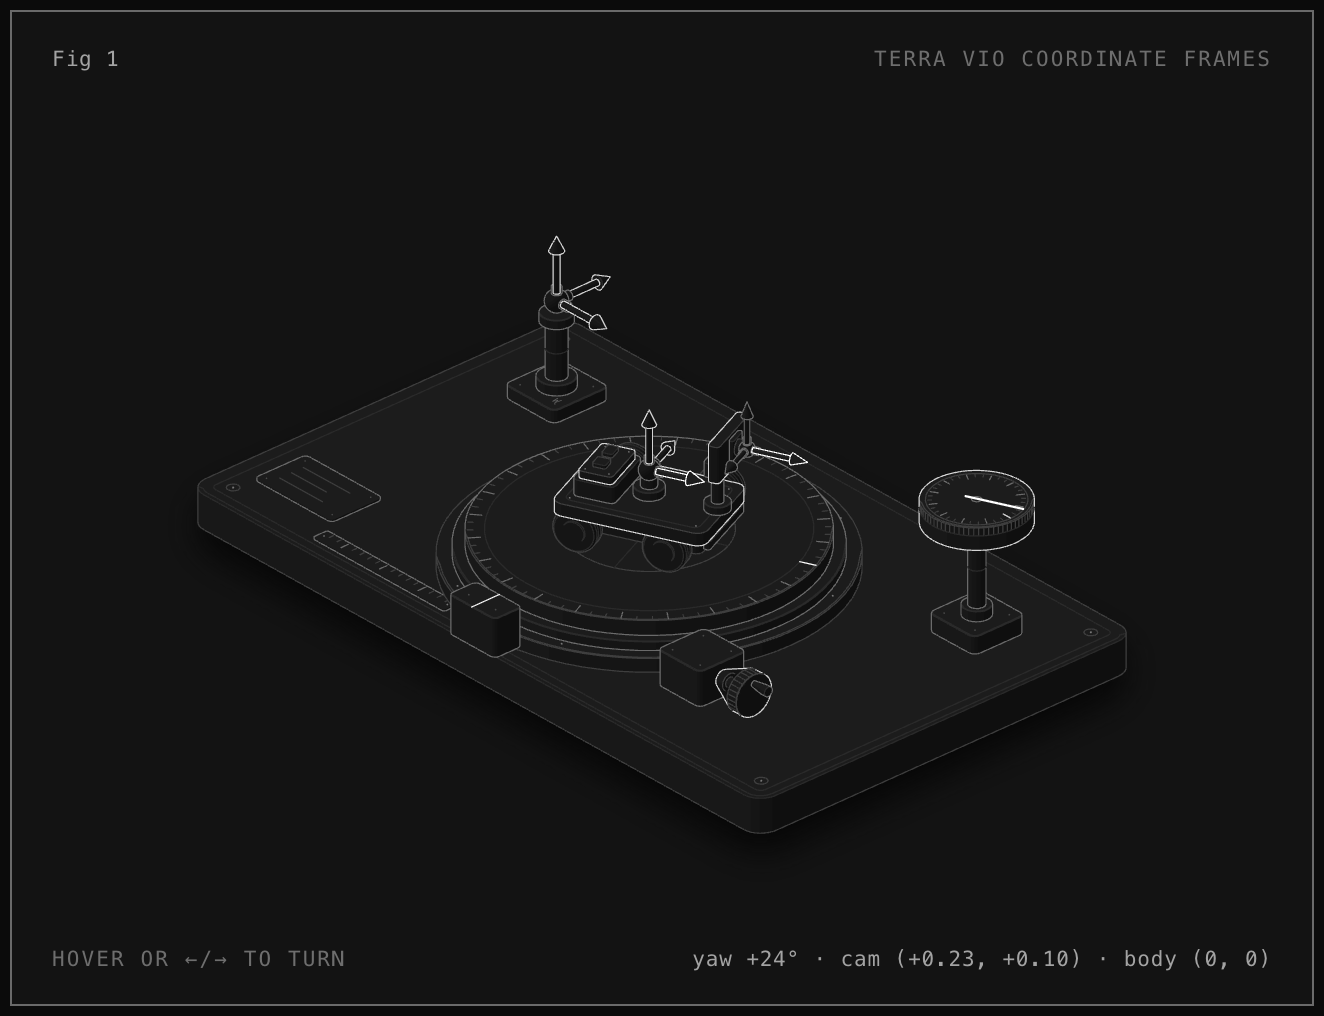 Fig 1
TERRA VIO COORDINATE FRAMES
HOVER OR ←/→ TO TURN
yaw +24° · cam (+0.23, +0.10) · body (0, 0)